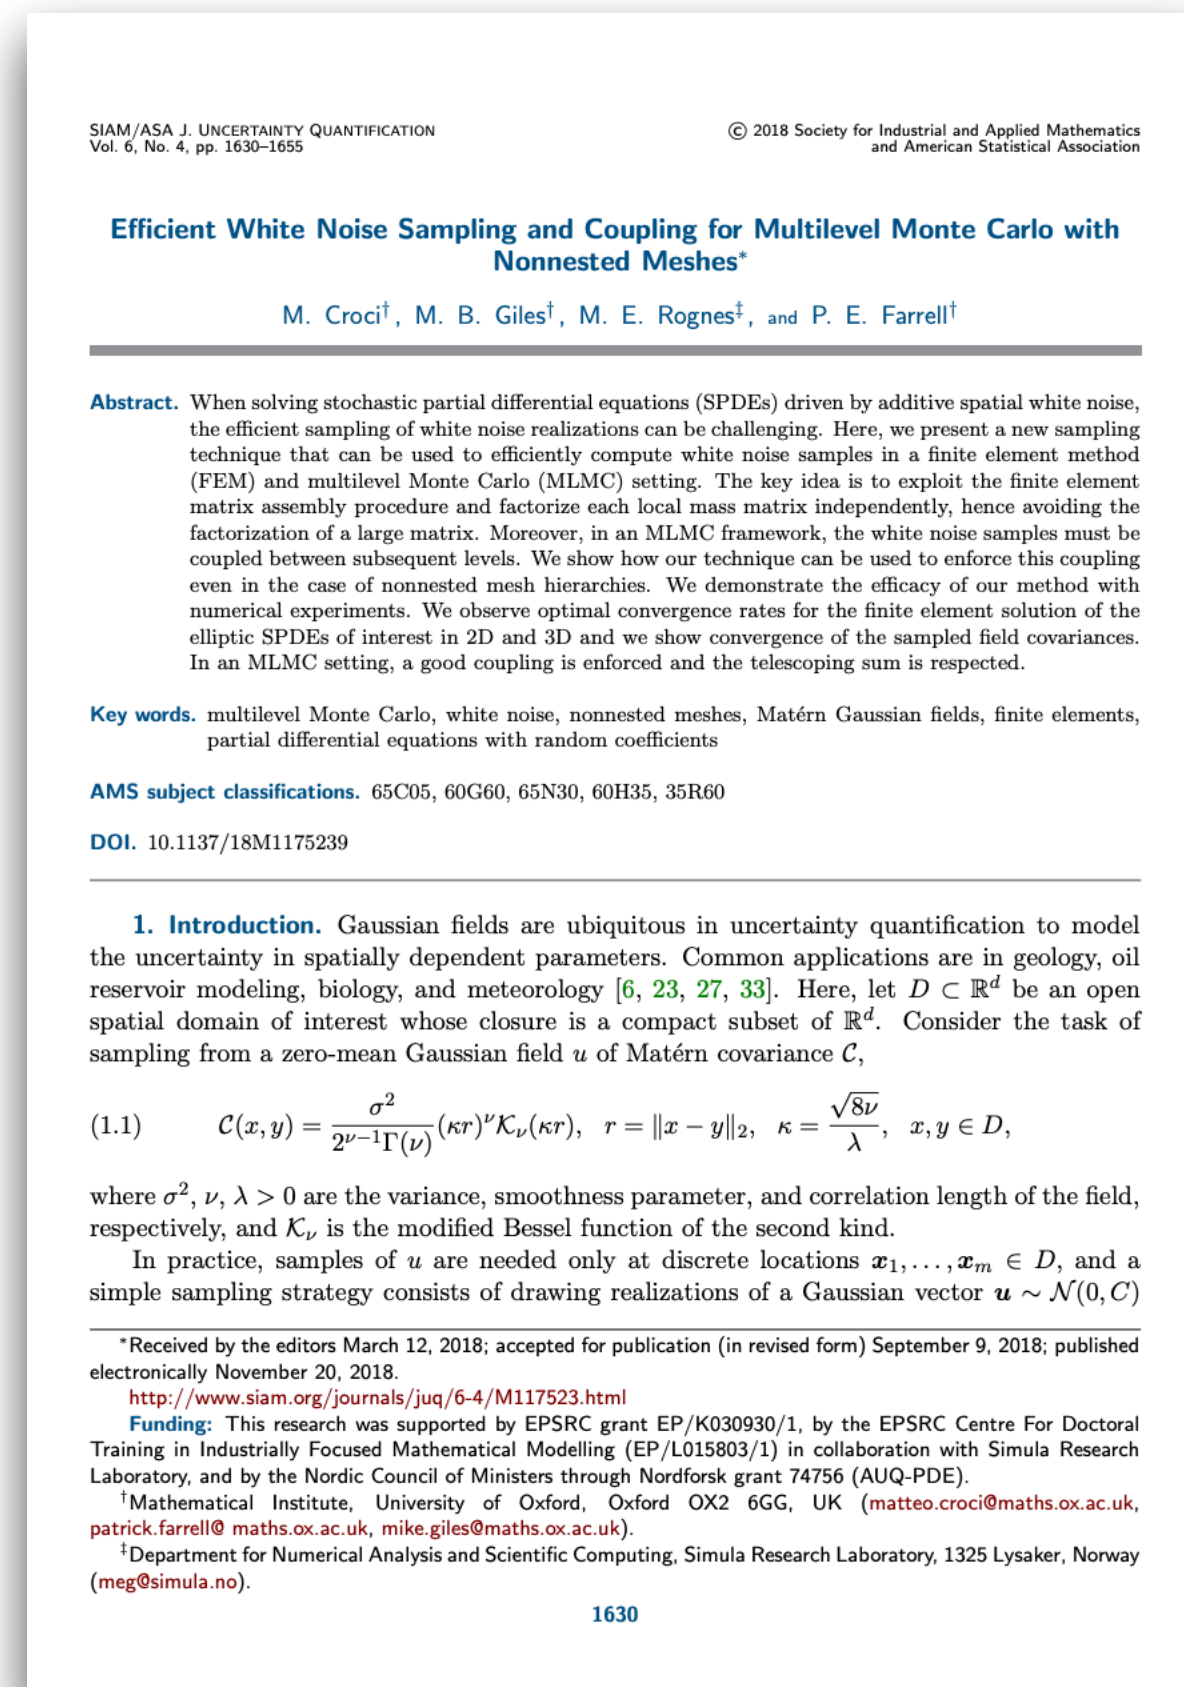 SIAM/ASA J. UNCERTAINTY QUANTIFICATION
Vol. 6, No. 4, pp. 1630–1655
© 2018 Society for Industrial and Applied Mathematics
and American Statistical Association
Efficient White Noise Sampling and Coupling for Multilevel Monte Carlo with
Nonnested Meshes*
M. Croci†, M. B. Giles†, M. E. Rognes‡, and P. E. Farrell†
Abstract. When solving stochastic partial differential equations (SPDEs) driven by additive spatial white noise,
the efficient sampling of white noise realizations can be challenging. Here, we present a new sampling
technique that can be used to efficiently compute white noise samples in a finite element method
(FEM) and multilevel Monte Carlo (MLMC) setting. The key idea is to exploit the finite element
matrix assembly procedure and factorize each local mass matrix independently, hence avoiding the
factorization of a large matrix. Moreover, in an MLMC framework, the white noise samples must be
coupled between subsequent levels. We show how our technique can be used to enforce this coupling
even in the case of nonnested mesh hierarchies. We demonstrate the efficacy of our method with
numerical experiments. We observe optimal convergence rates for the finite element solution of the
elliptic SPDEs of interest in 2D and 3D and we show convergence of the sampled field covariances.
In an MLMC setting, a good coupling is enforced and the telescoping sum is respected.
Key words. multilevel Monte Carlo, white noise, nonnested meshes, Matérn Gaussian fields, finite elements,
partial differential equations with random coefficients
AMS subject classifications. 65C05, 60G60, 65N30, 60H35, 35R60
DOI. 10.1137/18M1175239
1. Introduction. Gaussian fields are ubiquitous in uncertainty quantification to model
the uncertainty in spatially dependent parameters. Common applications are in geology, oil
reservoir modeling, biology, and meteorology [6, 23, 27, 33]. Here, let D ⊂ ℝᵈ be an open
spatial domain of interest whose closure is a compact subset of ℝᵈ. Consider the task of
sampling from a zero-mean Gaussian field u of Matérn covariance 𝒞,
(1.1) 𝒞(x, y) = σ² / (2^{ν−1}Γ(ν)) (κr)^ν 𝒦_ν(κr), r = ‖x − y‖₂, κ = √(8ν) / λ, x, y ∈ D,
where σ², ν, λ > 0 are the variance, smoothness parameter, and correlation length of the field,
respectively, and 𝒦_ν is the modified Bessel function of the second kind.
In practice, samples of u are needed only at discrete locations x₁, . . . , xₘ ∈ D, and a
simple sampling strategy consists of drawing realizations of a Gaussian vector u ∼ 𝒩(0, C)
*Received by the editors March 12, 2018; accepted for publication (in revised form) September 9, 2018; published
electronically November 20, 2018.
http://www.siam.org/journals/juq/6-4/M117523.html
Funding: This research was supported by EPSRC grant EP/K030930/1, by the EPSRC Centre For Doctoral
Training in Industrially Focused Mathematical Modelling (EP/L015803/1) in collaboration with Simula Research
Laboratory, and by the Nordic Council of Ministers through Nordforsk grant 74756 (AUQ-PDE).
†Mathematical Institute, University of Oxford, Oxford OX2 6GG, UK (matteo.croci@maths.ox.ac.uk,
patrick.farrell@ maths.ox.ac.uk, mike.giles@maths.ox.ac.uk).
‡Department for Numerical Analysis and Scientific Computing, Simula Research Laboratory, 1325 Lysaker, Norway
(meg@simula.no).
1630